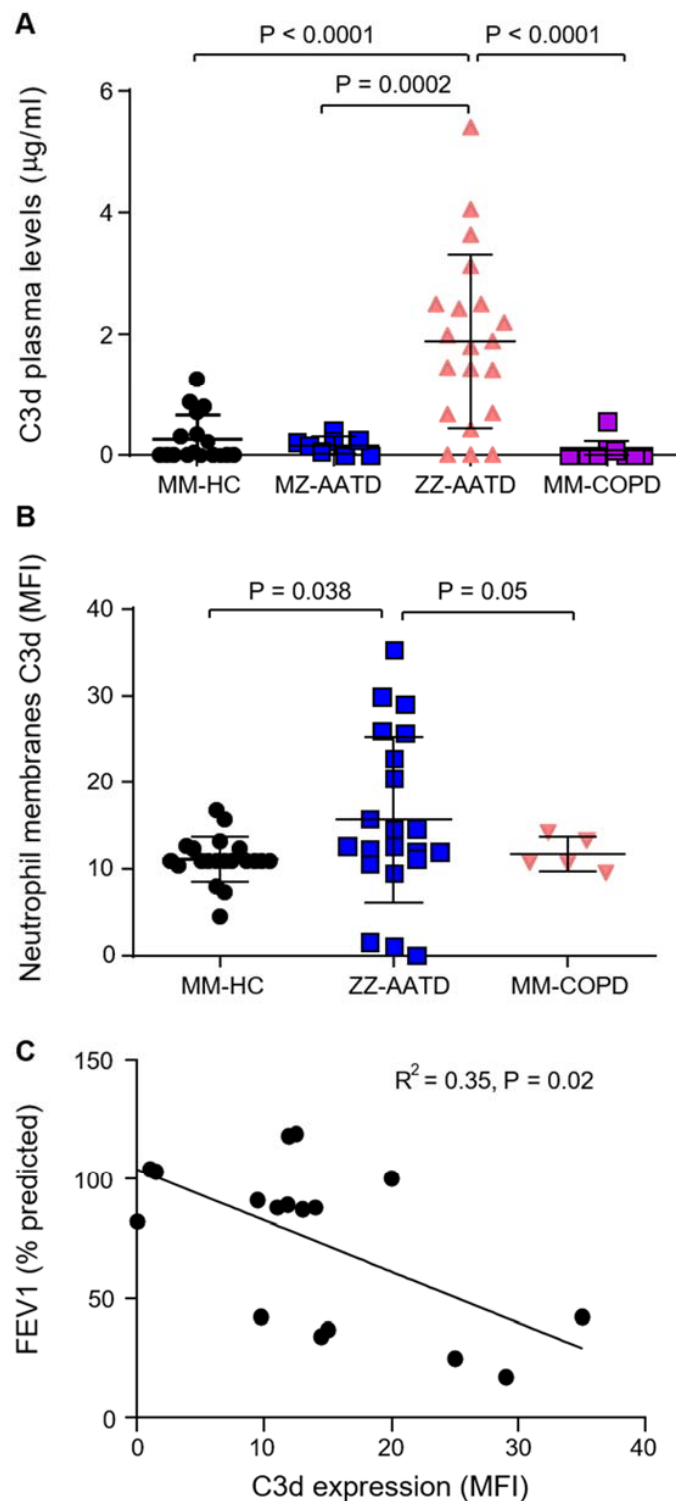 A
P < 0.0001
P < 0.0001
P = 0.0002
C3d plasma levels (μg/ml)
6
4
2
0
MM-HC MZ-AATD ZZ-AATD MM-COPD
B
P = 0.038
P = 0.05
Neutrophil membranes C3d (MFI)
40
30
20
10
0
MM-HC ZZ-AATD MM-COPD
C
R² = 0.35, P = 0.02
FEV1 (% predicted)
150
100
50
0
0 10 20 30 40
C3d expression (MFI)